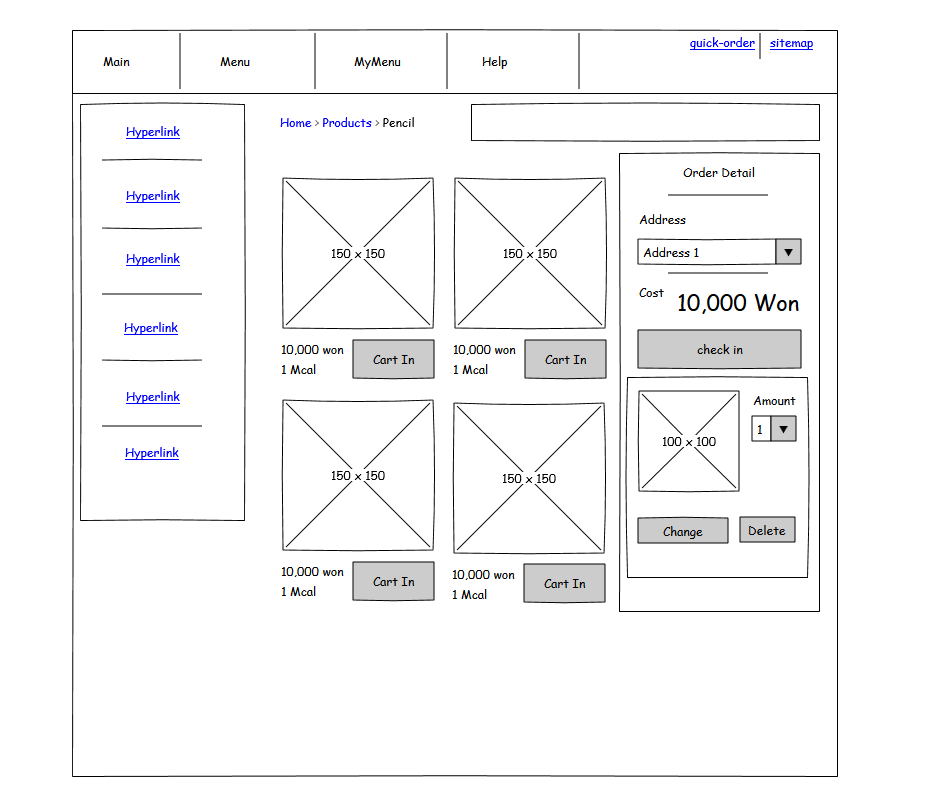 Main
Menu
MyMenu
Help
quick-order
sitemap
Hyperlink
Hyperlink
Hyperlink
Hyperlink
Hyperlink
Hyperlink
Home > Products > Pencil
150 x 150
10,000 won
1 Mcal
Cart In
150 x 150
10,000 won
1 Mcal
Cart In
150 x 150
10,000 won
1 Mcal
Cart In
150 x 150
10,000 won
1 Mcal
Cart In
Order Detail
Address
Address 1
Cost
10,000 Won
check in
100 x 100
Amount
1
Change
Delete